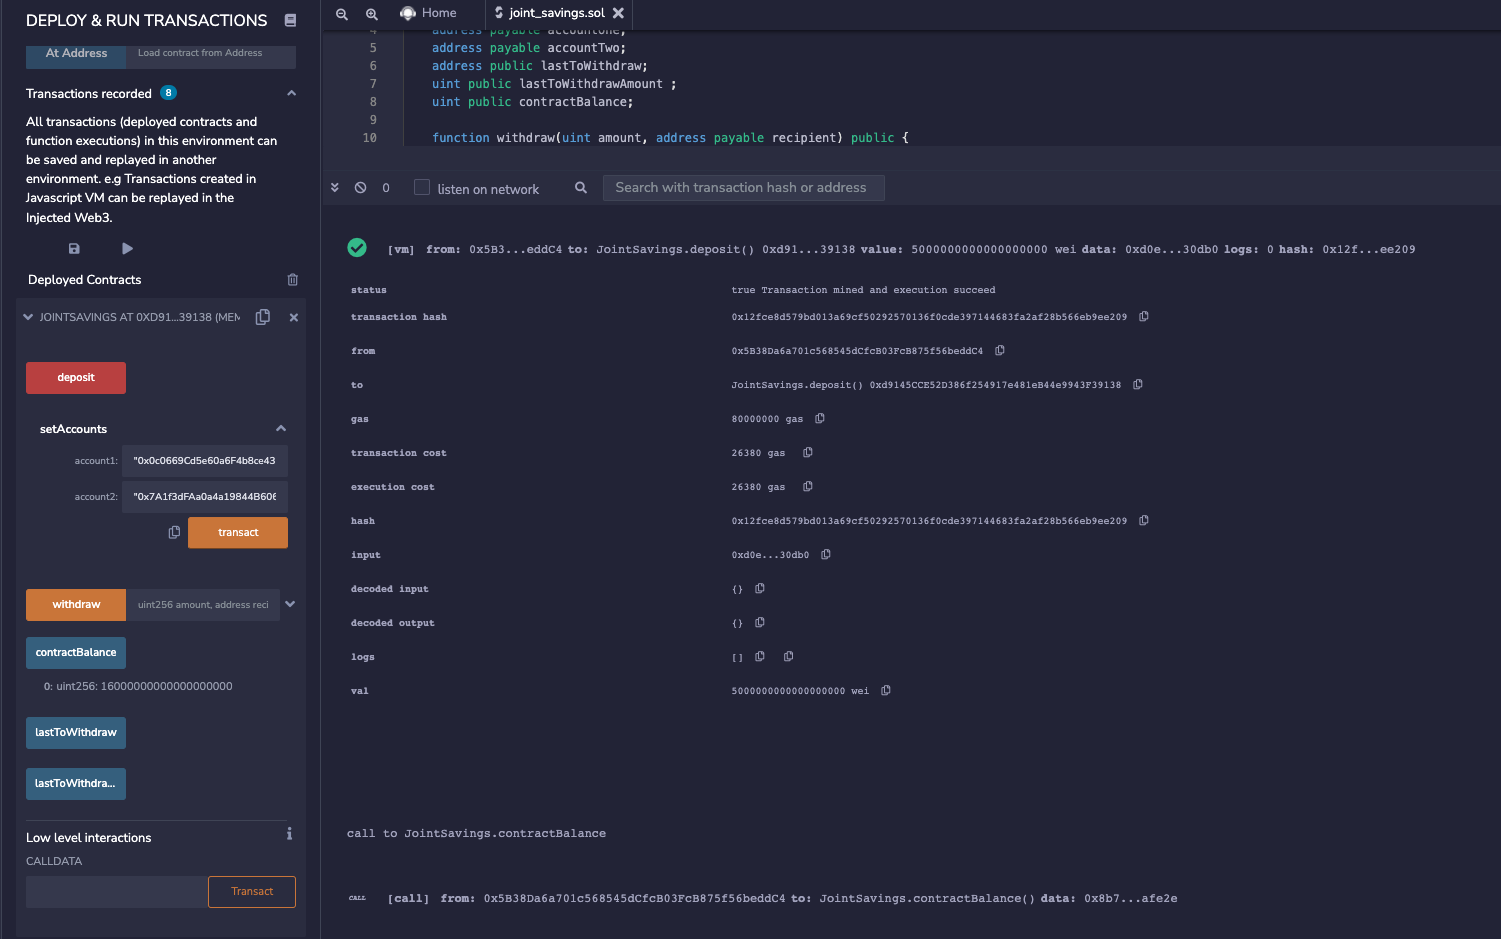 DEPLOY & RUN TRANSACTIONS
At Address
Load contract from Address
Transactions recorded 8
All transactions (deployed contracts and
function executions) in this environment can
be saved and replayed in another
environment. e.g Transactions created in
Javascript VM can be replayed in the
Injected Web3.
Deployed Contracts
JOINTSAVINGS AT 0XD91...39138 (MEM
deposit
setAccounts
account1: "0x0c0669Cd5e60a6F4b8ce43
account2: "0x7A1f3dFAa0a4a19844B606
transact
withdraw
uint256 amount, address reci
contractBalance
0: uint256: 16000000000000000000
lastToWithdraw
lastToWithdra...
Low level interactions
CALLDATA
Transact
Home
joint_savings.sol
4 address payable accountOne;
5 address payable accountTwo;
6 address public lastToWithdraw;
7 uint public lastToWithdrawAmount ;
8 uint public contractBalance;
9
10 function withdraw(uint amount, address payable recipient) public {
0
listen on network
Search with transaction hash or address
[vm] from: 0x5B3...eddC4 to: JointSavings.deposit() 0xd91...39138 value: 5000000000000000000 wei data: 0xd0e...30db0 logs: 0 hash: 0x12f...ee209
status true Transaction mined and execution succeed
transaction hash 0x12fce8d579bd013a69cf50292570136f0cde397144683fa2af28b566eb9ee209
from 0x5B38Da6a701c568545dCfcB03FcB875f56beddC4
to JointSavings.deposit() 0xd9145CCE52D386f254917e481eB44e9943F39138
gas 80000000 gas
transaction cost 26380 gas
execution cost 26380 gas
hash 0x12fce8d579bd013a69cf50292570136f0cde397144683fa2af28b566eb9ee209
input 0xd0e...30db0
decoded input {}
decoded output {}
logs []
val 5000000000000000000 wei
call to JointSavings.contractBalance
CALL [call] from: 0x5B38Da6a701c568545dCfcB03FcB875f56beddC4 to: JointSavings.contractBalance() data: 0x8b7...afe2e